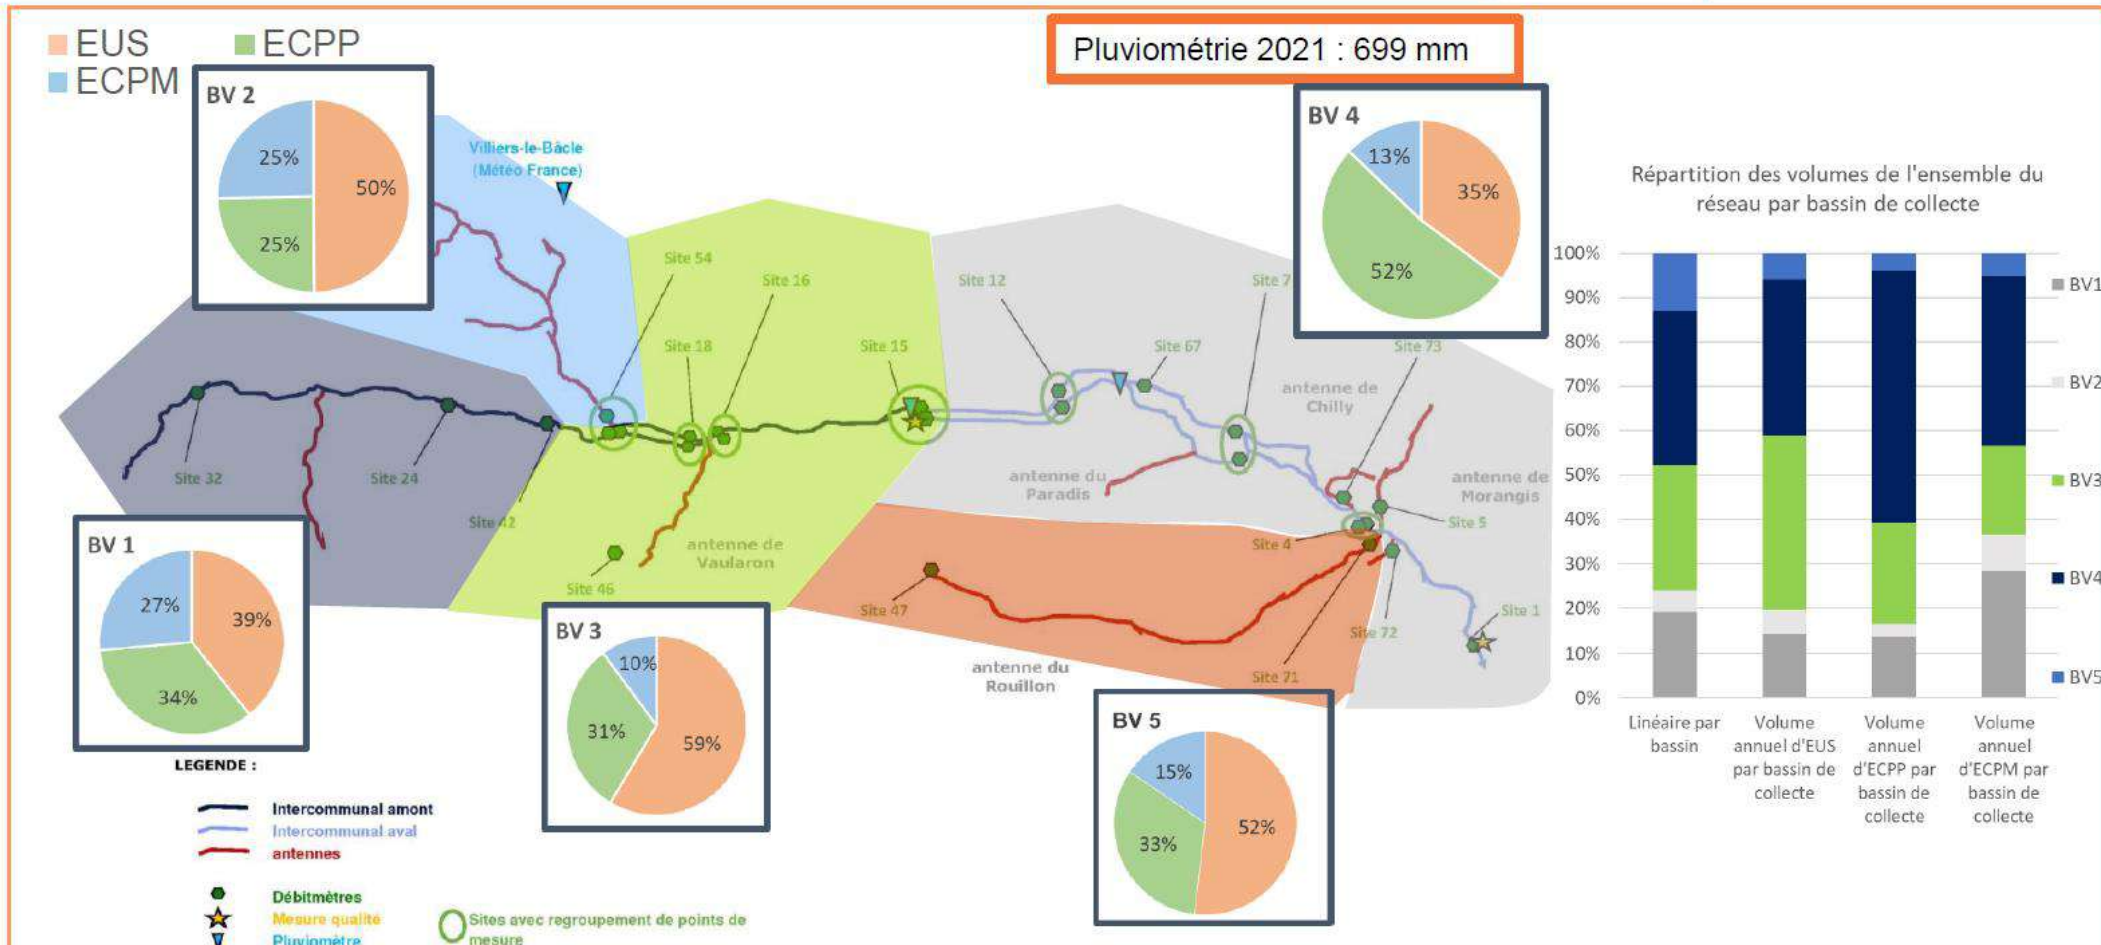 EUS
ECPP
ECPM
Pluviométrie 2021 : 699 mm
BV 2
25%
50%
25%
Villiers-le-Bâcle
(Météo France)
BV 4
13%
35%
52%
Répartition des volumes de l'ensemble du
réseau par bassin de collecte
100%
90%
80%
70%
60%
50%
40%
30%
20%
10%
0%
BV1
BV2
BV3
BV4
BV5
Linéaire par
bassin
Volume
annuel d'EUS
par bassin de
collecte
Volume
annuel
d'ECPP par
bassin de
collecte
Volume
annuel
d'ECPM par
bassin de
collecte
Site 54
Site 16
Site 12
Site 7
Site 18
Site 15
Site 67
Site 73
antenne de
Chilly
antenne du
Paradis
antenne de
Morangis
Site 32
Site 24
Site 42
Site 5
Site 4
antenne de
Vaularon
Site 46
Site 47
Site 1
Site 72
Site 71
antenne du
Rouillon
BV 1
27%
39%
34%
BV 3
10%
31%
59%
BV 5
15%
52%
33%
LEGENDE :
Intercommunal amont
Intercommunal aval
antennes
Débitmètres
Mesure qualité
Pluviomètre
Sites avec regroupement de points de
mesure